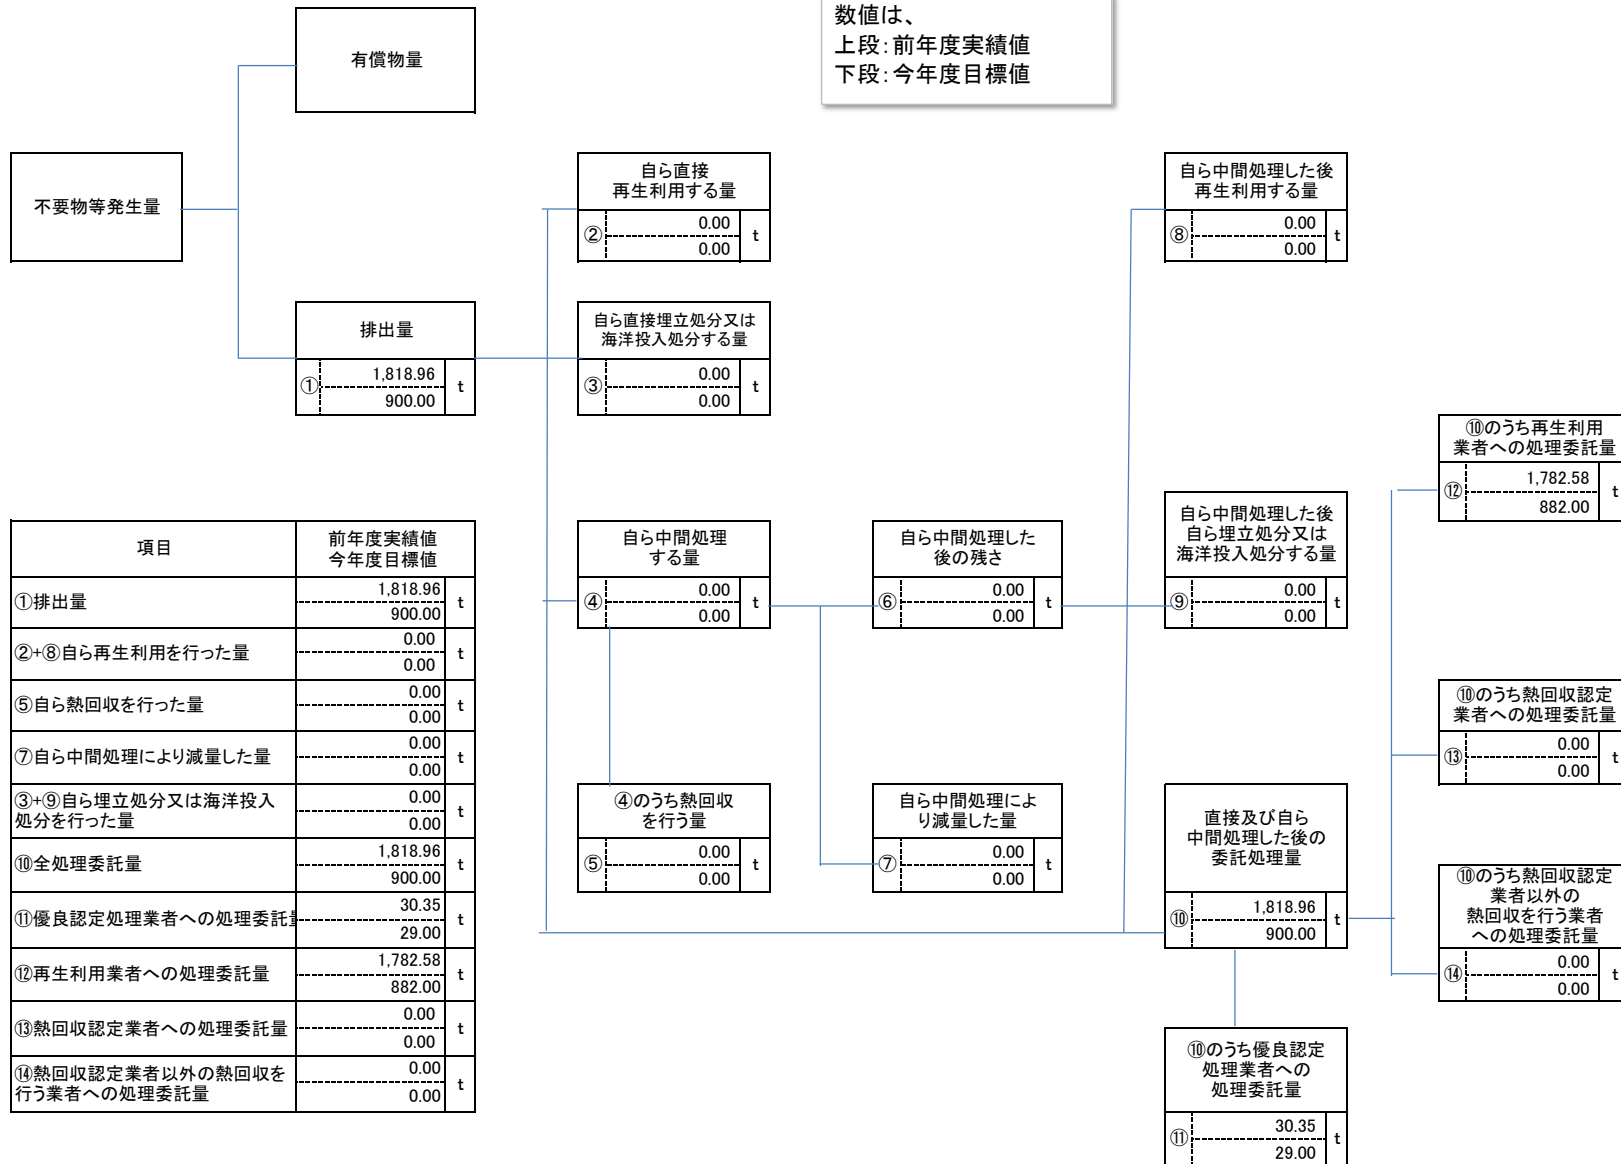 数値は、
上段：前年度実績値
下段：今年度目標値
有償物量
不要物等発生量
排出量
① 1,818.96 t
900.00
自ら直接
再生利用する量
② 0.00 t
0.00
自ら直接埋立処分又は
海洋投入処分する量
③ 0.00 t
0.00
自ら中間処理
する量
④ 0.00 t
0.00
④のうち熱回収
を行う量
⑤ 0.00 t
0.00
自ら中間処理した
後の残さ
⑥ 0.00 t
0.00
自ら中間処理によ
り減量した量
⑦ 0.00 t
0.00
自ら中間処理した後
再生利用する量
⑧ 0.00 t
0.00
自ら中間処理した後
自ら埋立処分又は
海洋投入処分する量
⑨ 0.00 t
0.00
直接及び自ら
中間処理した後の
委託処理量
⑩ 1,818.96 t
900.00
⑩のうち優良認定
処理業者への
処理委託量
⑪ 30.35 t
29.00
⑩のうち再生利用
業者への処理委託量
⑫ 1,782.58 t
882.00
⑩のうち熱回収認定
業者への処理委託量
⑬ 0.00 t
0.00
⑩のうち熱回収認定
業者以外の
熱回収を行う業者
への処理委託量
⑭ 0.00 t
0.00
項目 前年度実績値
今年度目標値
①排出量 1,818.96 t
900.00
②+⑧自ら再生利用を行った量 0.00 t
0.00
⑤自ら熱回収を行った量 0.00 t
0.00
⑦自ら中間処理により減量した量 0.00 t
0.00
③+⑨自ら埋立処分又は海洋投入 0.00 t
処分を行った量 0.00
⑩全処理委託量 1,818.96 t
900.00
⑪優良認定処理業者への処理委託 30.35 t
29.00
⑫再生利用業者への処理委託量 1,782.58 t
882.00
⑬熱回収認定業者への処理委託量 0.00 t
0.00
⑭熱回収認定業者以外の熱回収を 0.00 t
行う業者への処理委託量 0.00